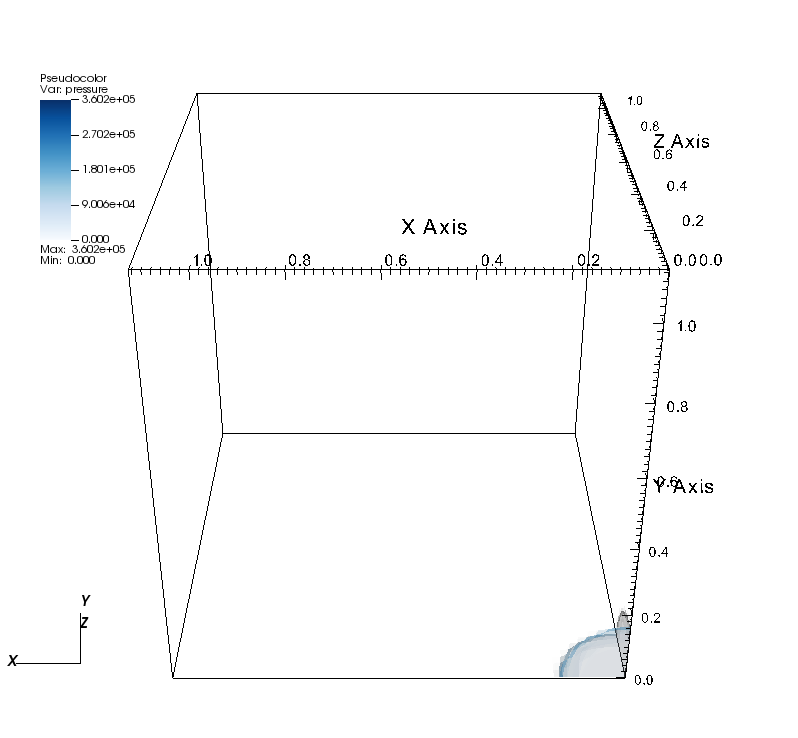 Pseudocolor
Var: pressure
3.602e+05
2.702e+05
1.801e+05
9.006e+04
0.000
Max: 3.602e+05
Min: 0.000
1.0
0.8
Z Axis
0.6
0.4
0.2
X Axis
1.0 0.8 0.6 0.4 0.2 0.0 0.0
1.0
0.8
0.6
Y Axis
0.4
0.2
0.0
Y
Z
X